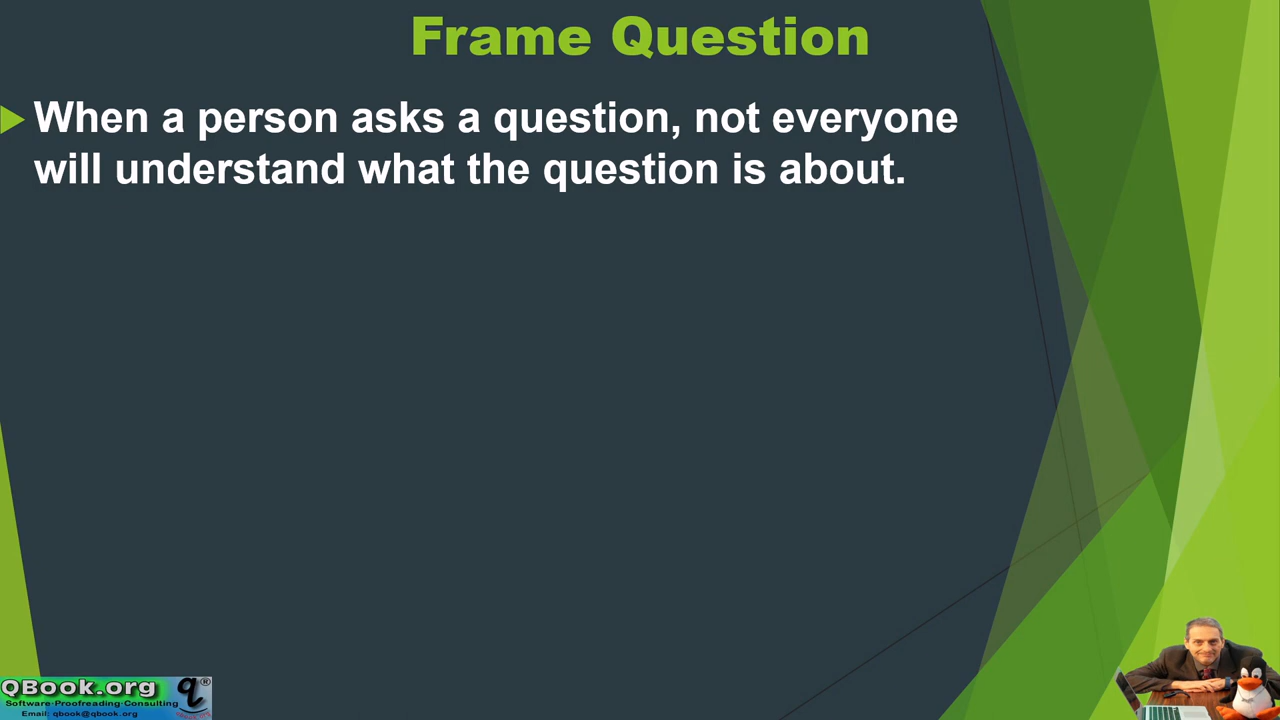 Frame Question
When a person asks a question, not everyone
will understand what the question is about.
QBook.org q®
Software·Proofreading·Consulting
Email: qbook@qbook.org